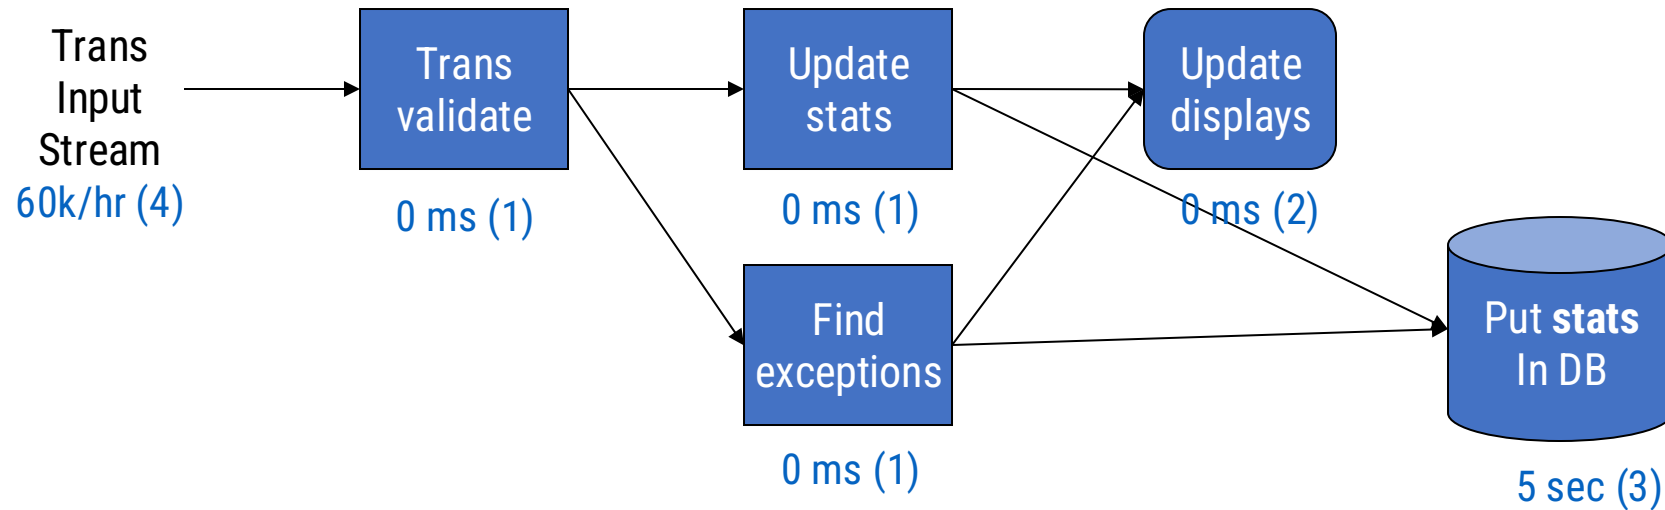 Trans
Input
Stream
60k/hr (4)
Trans
validate
0 ms (1)
Update
stats
0 ms (1)
Find
exceptions
0 ms (1)
Update
displays
0 ms (2)
Put stats
In DB
5 sec (3)